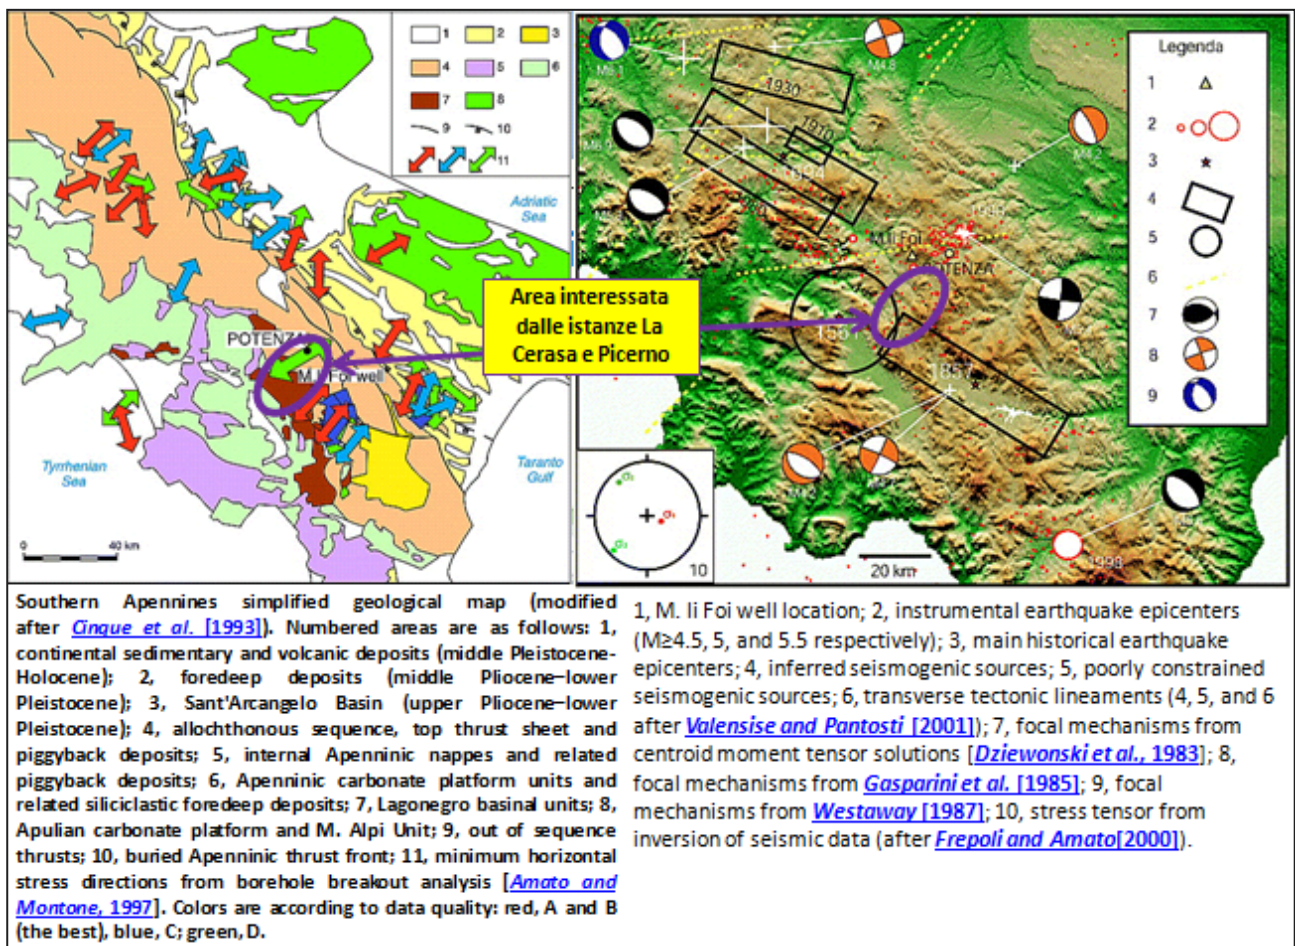 1
2
3
4
5
6
7
8
9
10
11
Adriatic
Sea
POTENZA
M.li Foi well
Tyrrhenian
Sea
Taranto
Gulf
0
40 km
Area interessata
dalle istanze La
Cerasa e Picerno
M4.8
1930
1910
M4.2
M.li Foi
POTENZA
1857
M4.2
1998
20 km
σ₁
10
Legenda
1
2
3
4
5
6
7
8
9
Southern Apennines simplified geological map (modified
after Cinque et al. [1993]). Numbered areas are as follows: 1,
continental sedimentary and volcanic deposits (middle Pleistocene-
Holocene); 2, foredeep deposits (middle Pliocene–lower
Pleistocene); 3, Sant'Arcangelo Basin (upper Pliocene–lower
Pleistocene); 4, allochthonous sequence, top thrust sheet and
piggyback deposits; 5, internal Apenninic nappes and related
piggyback deposits; 6, Apenninic carbonate platform units and
related siliciclastic foredeep deposits; 7, Lagonegro basinal units; 8,
Apulian carbonate platform and M. Alpi Unit; 9, out of sequence
thrusts; 10, buried Apenninic thrust front; 11, minimum horizontal
stress directions from borehole breakout analysis [Amato and
Montone, 1997]. Colors are according to data quality: red, A and B
(the best), blue, C; green, D.
1, M. li Foi well location; 2, instrumental earthquake epicenters
(M≥4.5, 5, and 5.5 respectively); 3, main historical earthquake
epicenters; 4, inferred seismogenic sources; 5, poorly constrained
seismogenic sources; 6, transverse tectonic lineaments (4, 5, and 6
after Valensise and Pantosti [2001]); 7, focal mechanisms from
centroid moment tensor solutions [Dziewonski et al., 1983]; 8,
focal mechanisms from Gasparini et al. [1985]; 9, focal
mechanisms from Westaway [1987]; 10, stress tensor from
inversion of seismic data (after Frepoli and Amato[2000]).